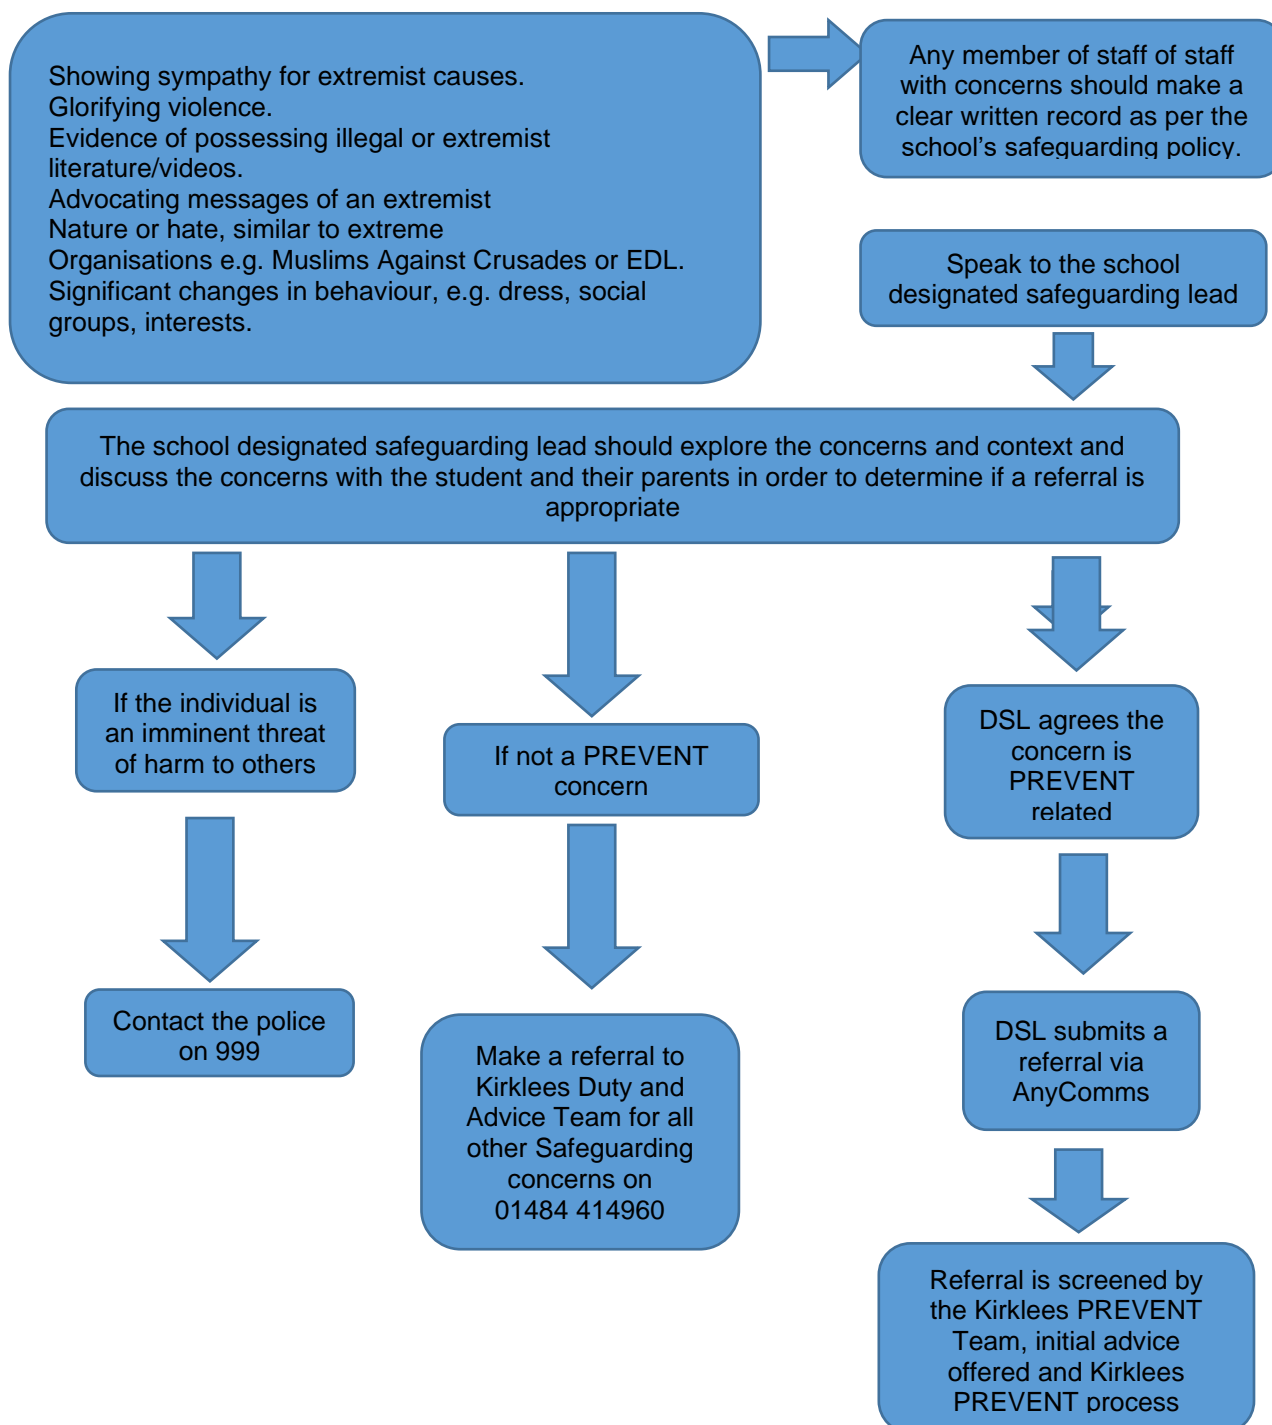 Showing sympathy for extremist causes.
Glorifying violence.
Evidence of possessing illegal or extremist
literature/videos.
Advocating messages of an extremist
Nature or hate, similar to extreme
Organisations e.g. Muslims Against Crusades or EDL.
Significant changes in behaviour, e.g. dress, social
groups, interests.
Any member of staff of staff
with concerns should make a
clear written record as per the
school’s safeguarding policy.
Speak to the school
designated safeguarding lead
The school designated safeguarding lead should explore the concerns and context and
discuss the concerns with the student and their parents in order to determine if a referral is
appropriate
If the individual is
an imminent threat
of harm to others
Contact the police
on 999
If not a PREVENT
concern
Make a referral to
Kirklees Duty and
Advice Team for all
other Safeguarding
concerns on
01484 414960
DSL agrees the
concern is
PREVENT
related
DSL submits a
referral via
AnyComms
Referral is screened by
the Kirklees PREVENT
Team, initial advice
offered and Kirklees
PREVENT process